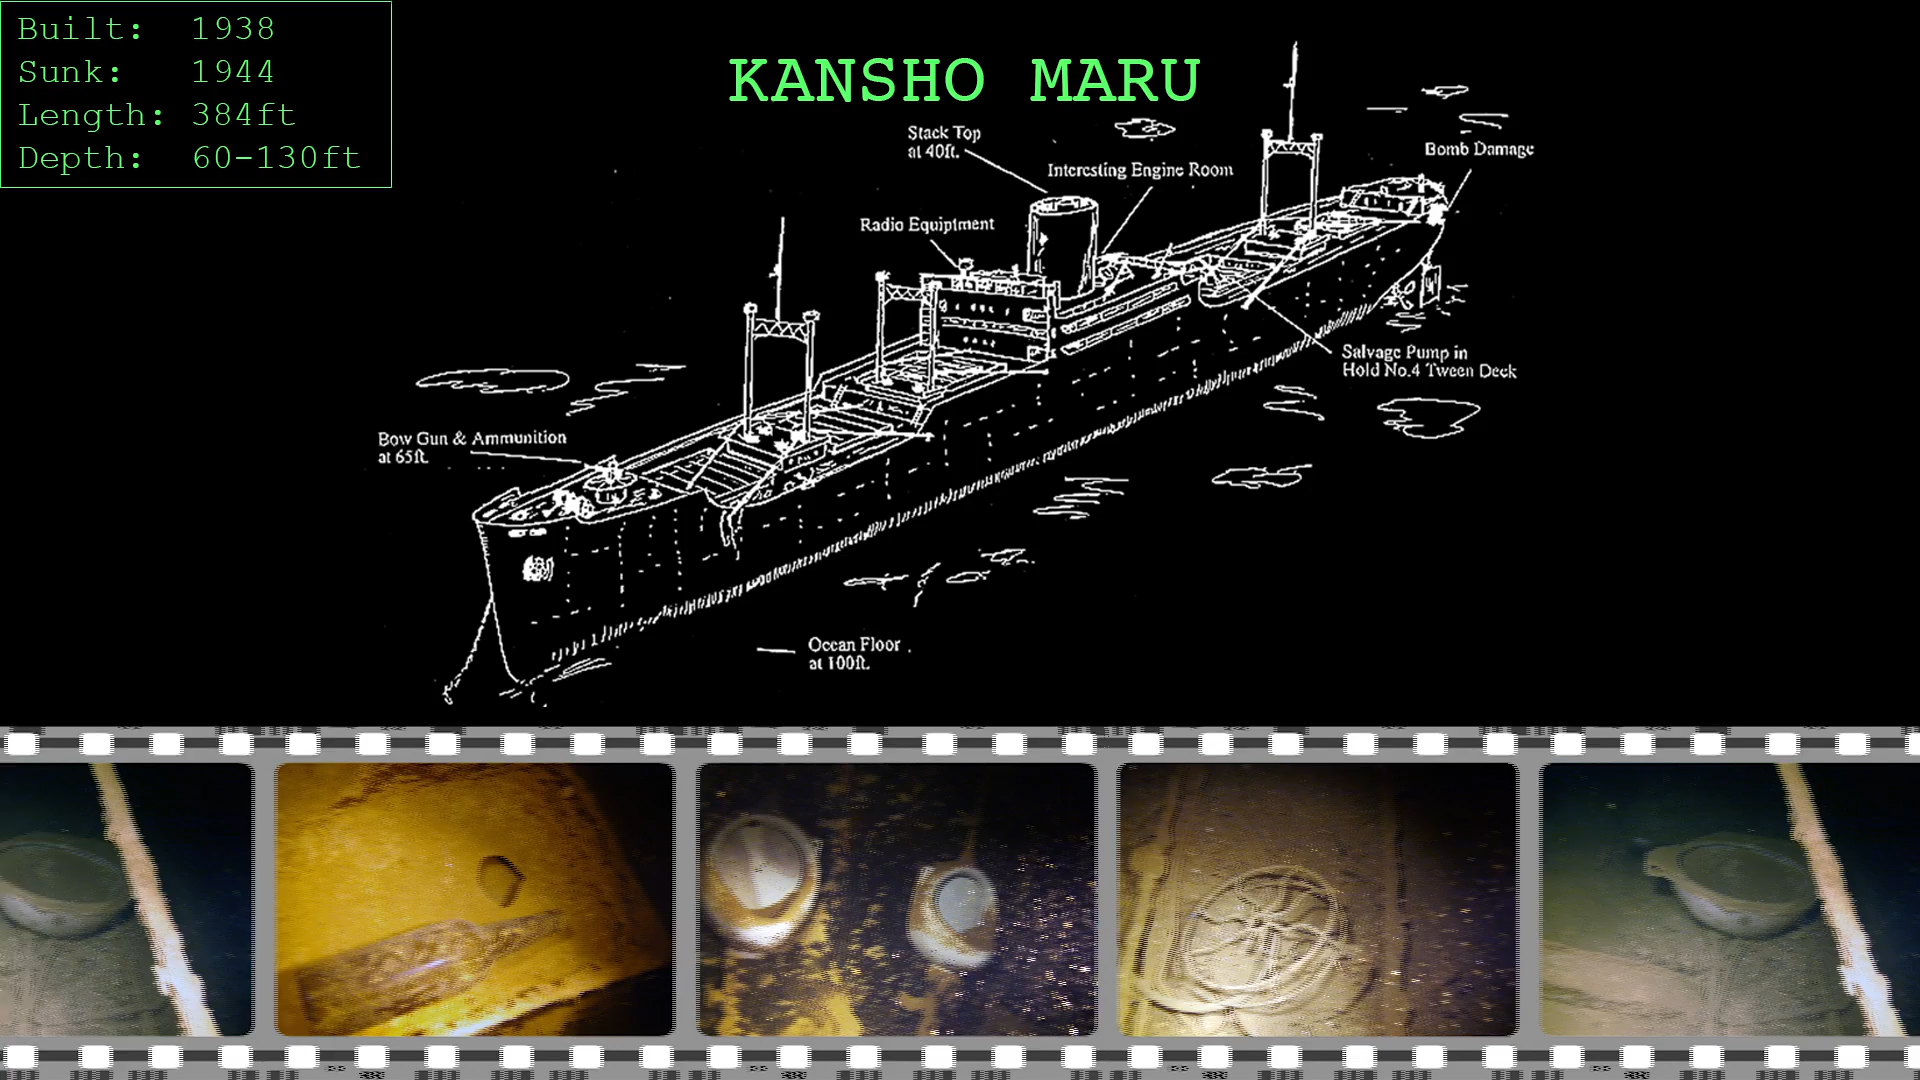 Built: 1938
Sunk: 1944
Length: 384ft
Depth: 60-130ft
KANSHO MARU
Stack Top
at 40ft.
Interesting Engine Room
Bomb Damage
Radio Equiptment
Salvage Pump in
Hold No.4 Tween Deck
Bow Gun & Ammunition
at 65ft.
Ocean Floor
at 100ft.